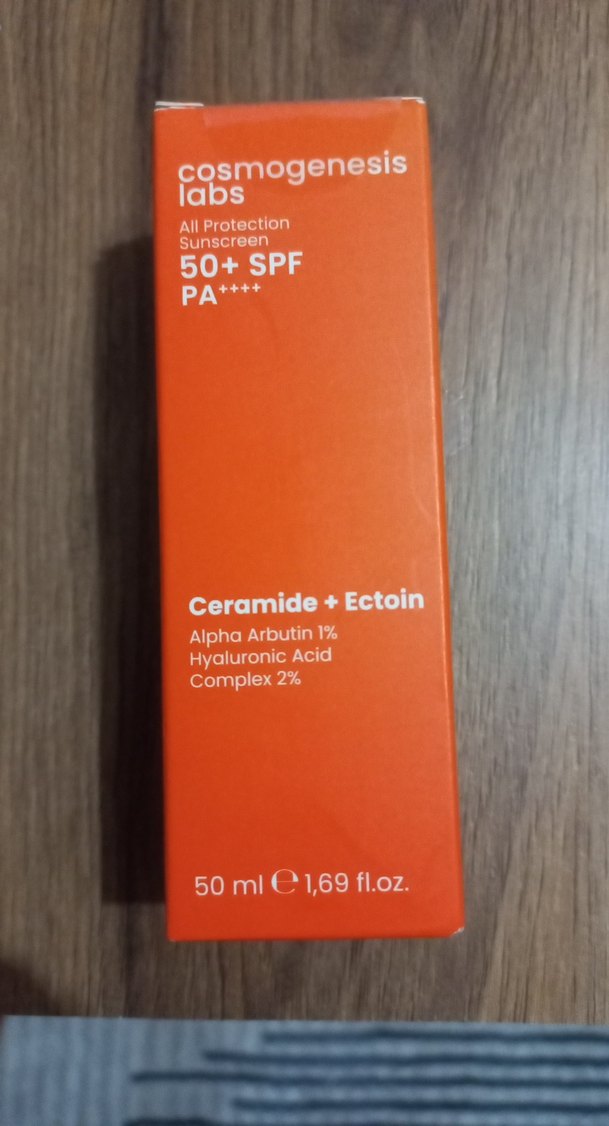 cosmogenesis
labs
All Protection
Sunscreen
50+ SPF
PA++++
Ceramide + Ectoin
Alpha Arbutin 1%
Hyaluronic Acid
Complex 2%
50 ml ℮ 1,69 fl.oz.